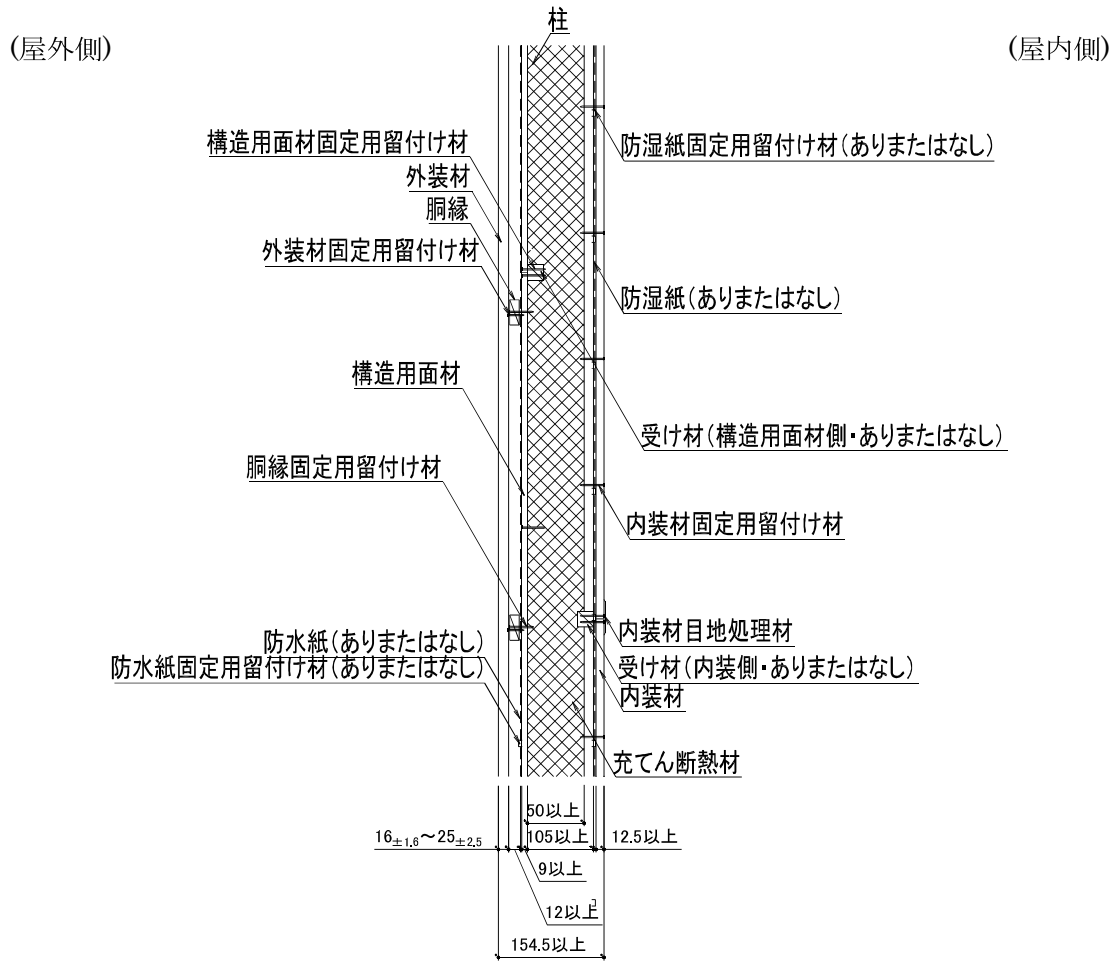 柱
(屋外側)
(屋内側)
構造用面材固定用留付け材
防湿紙固定用留付け材(ありまたはなし)
外装材
胴縁
外装材固定用留付け材
防湿紙(ありまたはなし)
構造用面材
受け材(構造用面材側・ありまたはなし)
胴縁固定用留付け材
内装材固定用留付け材
内装材目地処理材
防水紙(ありまたはなし)
受け材(内装側・ありまたはなし)
防水紙固定用留付け材(ありまたはなし)
内装材
充てん断熱材
50以上
16±1.6～25±2.5
105以上
12.5以上
9以上
12以上
154.5以上